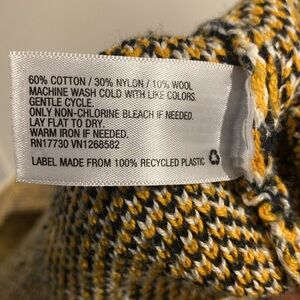 60% COTTON / 30% NYLON / 10% WOOL
MACHINE WASH COLD WITH LIKE COLORS.
GENTLE CYCLE.
ONLY NON-CHLORINE BLEACH IF NEEDED.
LAY FLAT TO DRY.
WARM IRON IF NEEDED.
RN17730 VN1268582
LABEL MADE FROM 100% RECYCLED PLASTIC